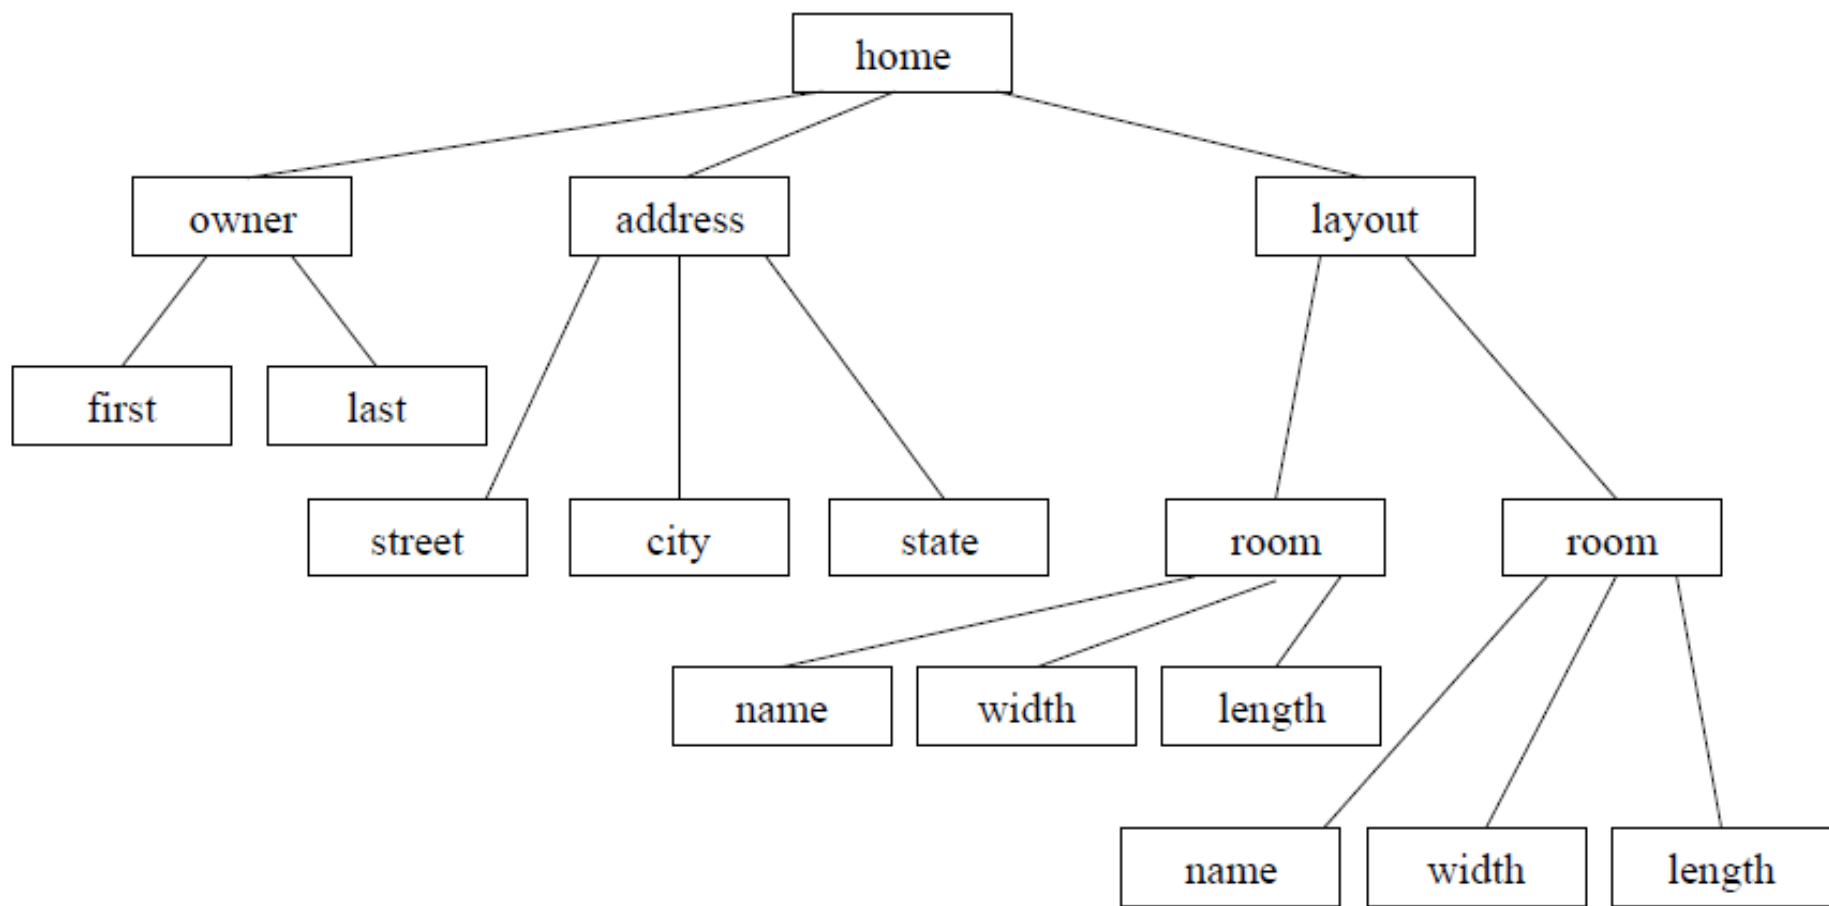 home
owner
address
layout
first
last
street
city
state
room
room
name
width
length
name
width
length